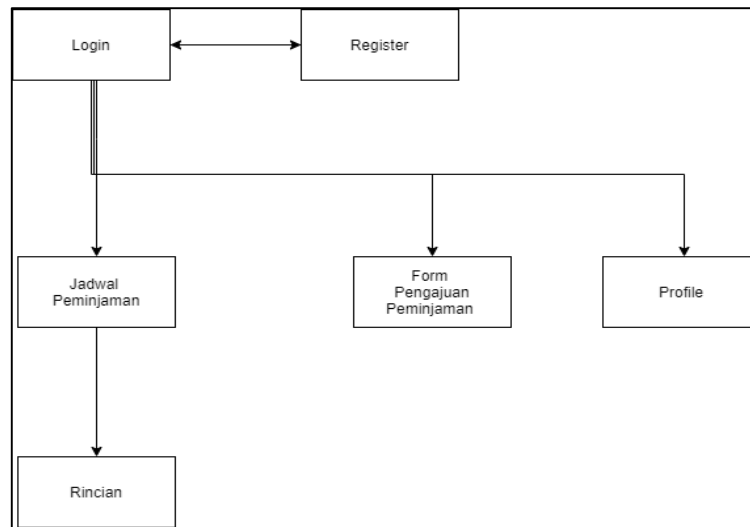 Login
Register
Jadwal
Peminjaman
Form
Pengajuan
Peminjaman
Profile
Rincian